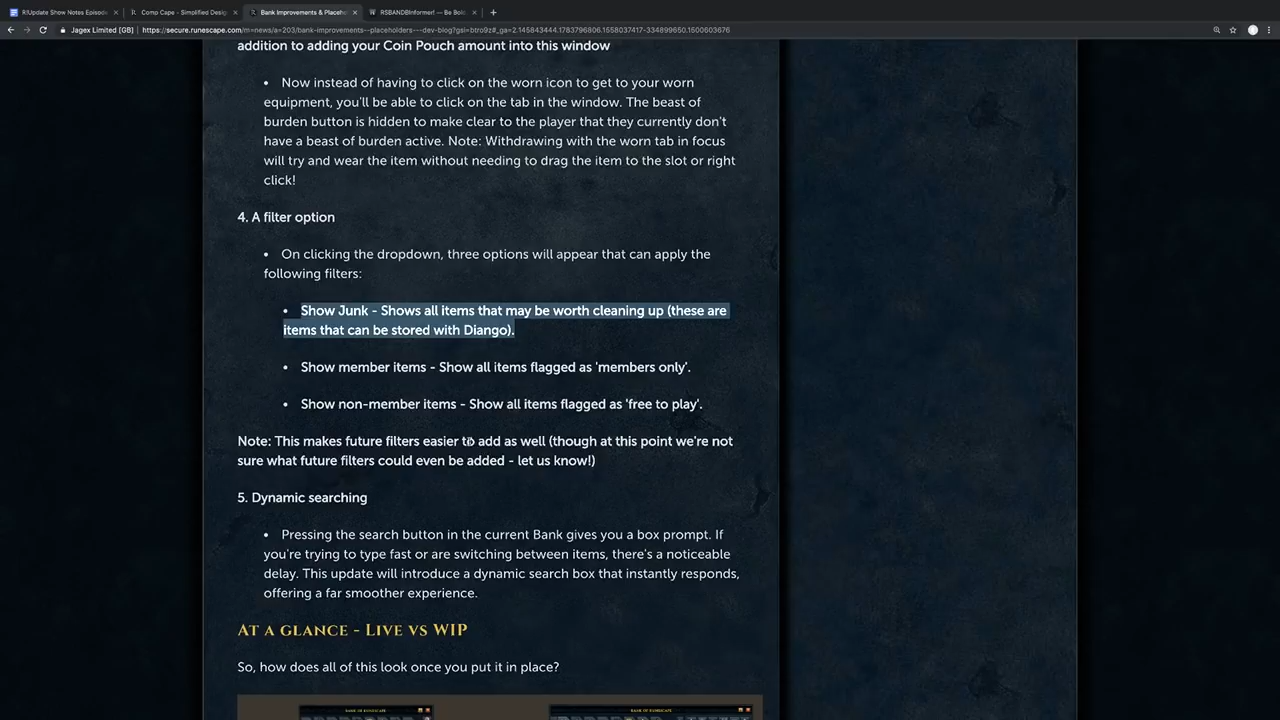 R!Update Show Notes Episode
Comp Cape - Simplified Desig
Bank Improvements & Placehol
RSBANDBInformer! — Be Bold
Jagex Limited [GB]
https://secure.runescape.com/m=news/a=203/bank-improvements--placeholders---dev-blog?gsi=btro9z#_ga=2.145843444.1783796806.1558037417-334899650.1500603676
addition to adding your Coin Pouch amount into this window
• Now instead of having to click on the worn icon to get to your worn
equipment, you'll be able to click on the tab in the window. The beast of
burden button is hidden to make clear to the player that they currently don't
have a beast of burden active. Note: Withdrawing with the worn tab in focus
will try and wear the item without needing to drag the item to the slot or right
click!
4. A filter option
• On clicking the dropdown, three options will appear that can apply the
following filters:
• Show Junk - Shows all items that may be worth cleaning up (these are
items that can be stored with Diango).
• Show member items - Show all items flagged as 'members only'.
• Show non-member items - Show all items flagged as 'free to play'.
Note: This makes future filters easier to add as well (though at this point we're not
sure what future filters could even be added - let us know!)
5. Dynamic searching
• Pressing the search button in the current Bank gives you a box prompt. If
you're trying to type fast or are switching between items, there's a noticeable
delay. This update will introduce a dynamic search box that instantly responds,
offering a far smoother experience.
At a glance - Live vs WIP
So, how does all of this look once you put it in place?
BANK OF RUNESCAPE
BANK OF RUNESCAPE